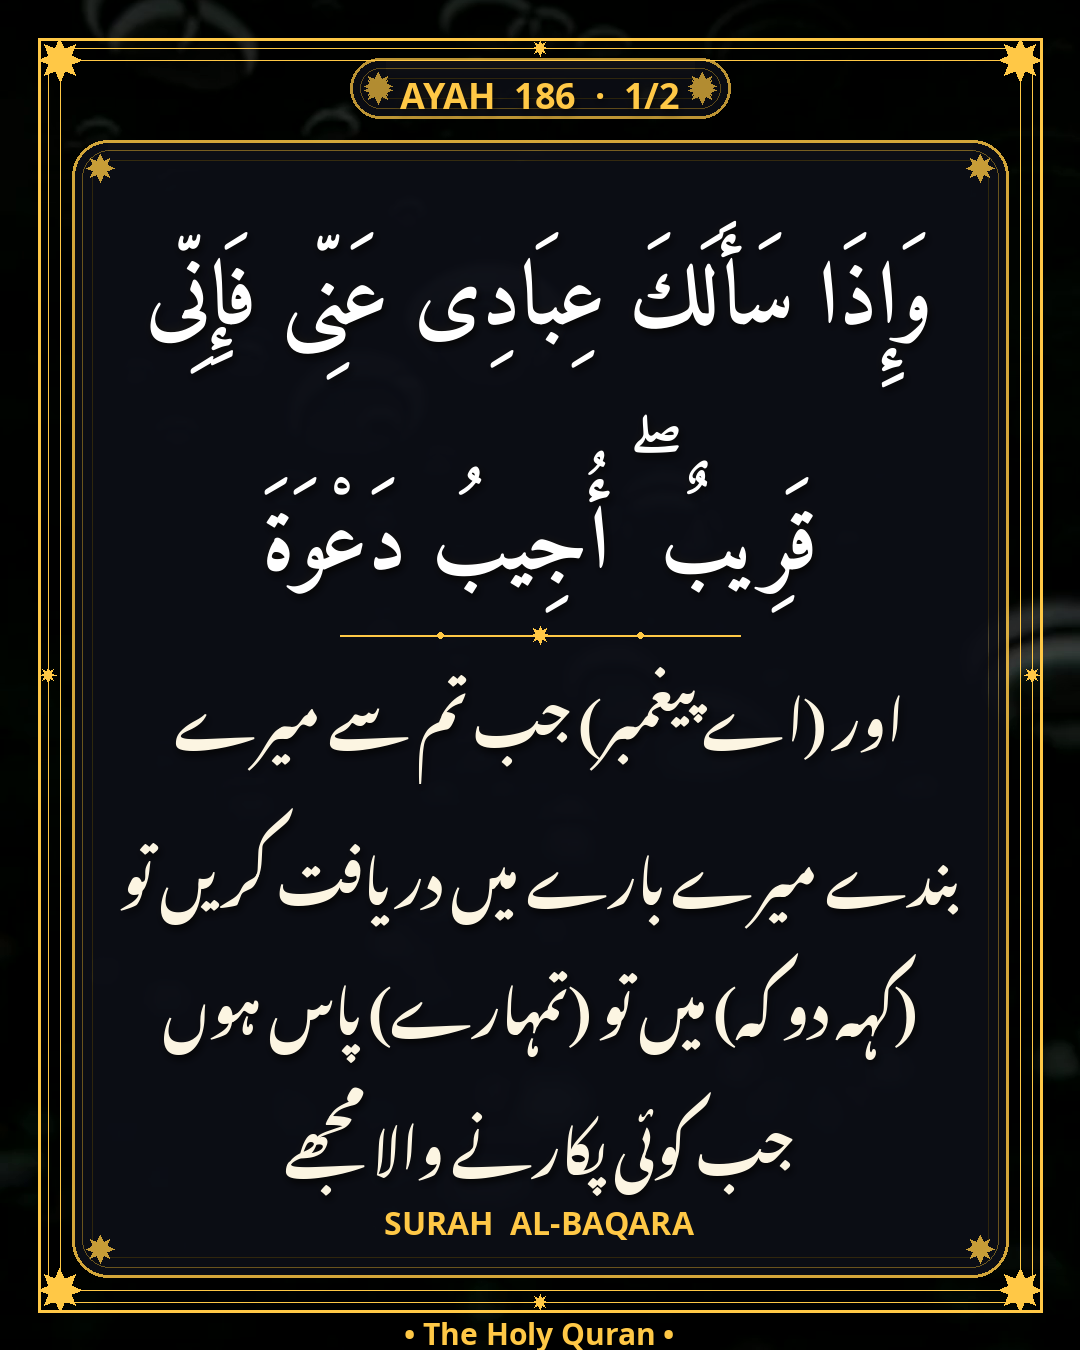 AYAH 186 · 1/2
وَإِذَا سَأَلَكَ عِبَادِى عَنِّى فَإِنِّى
قَرِيبٌ ۖ أُجِيبُ دَعْوَةَ
اور (اے پیغمبر) جب تم سے میرے
بندے میرے بارے میں دریافت کریں تو
(کہہ دو کہ) میں تو (تمہارے) پاس ہوں
جب کوئی پکارنے والا مجھے
SURAH AL-BAQARA
• The Holy Quran •